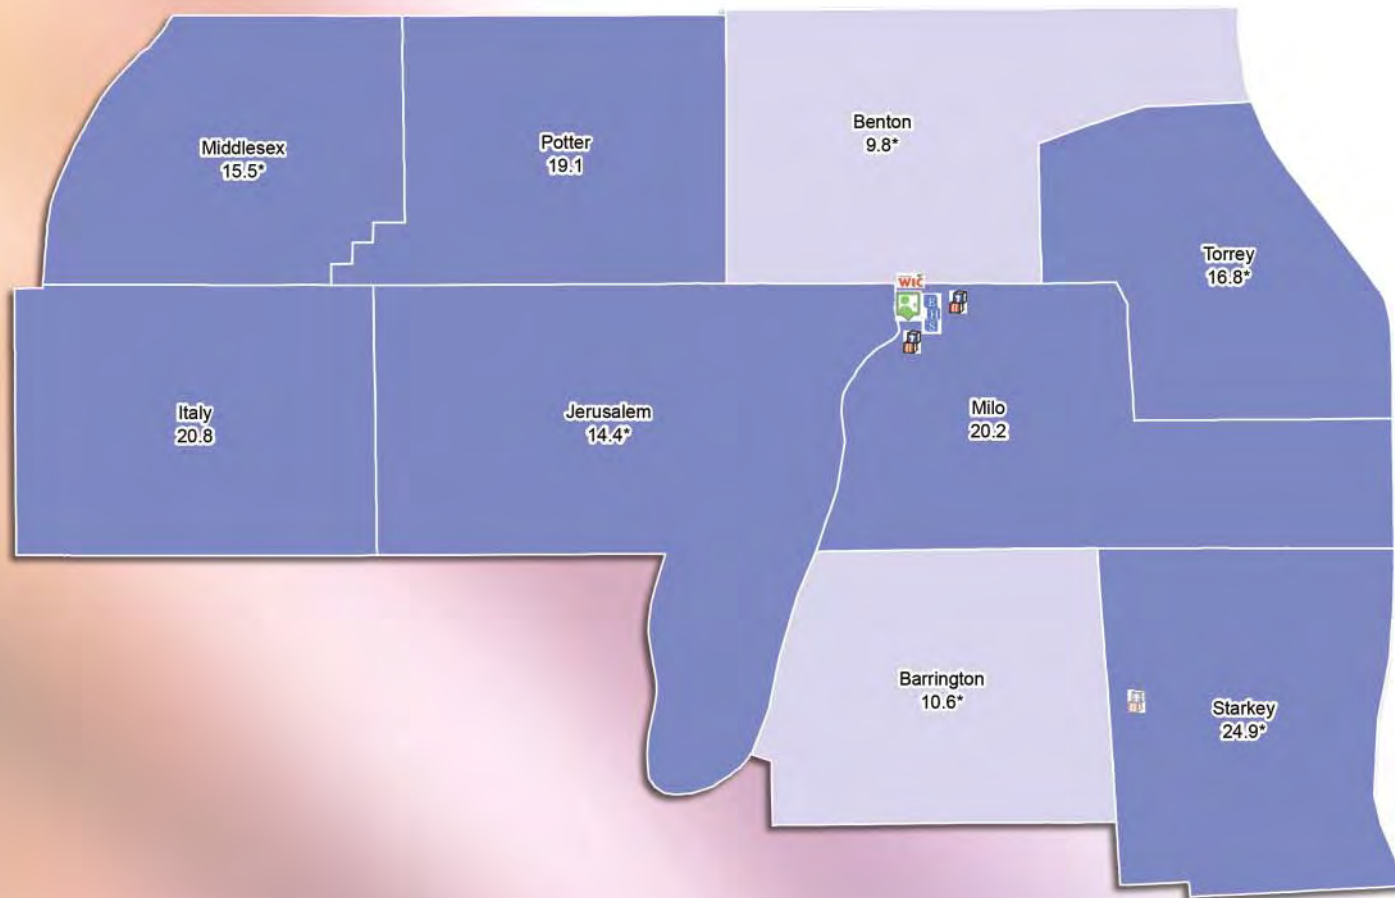 Middlesex
15.5*
Potter
19.1
Benton
9.8*
Torrey
16.8*
WIC
E
H
S
Italy
20.8
Jerusalem
14.4*
Milo
20.2
Barrington
10.6*
Starkey
24.9*